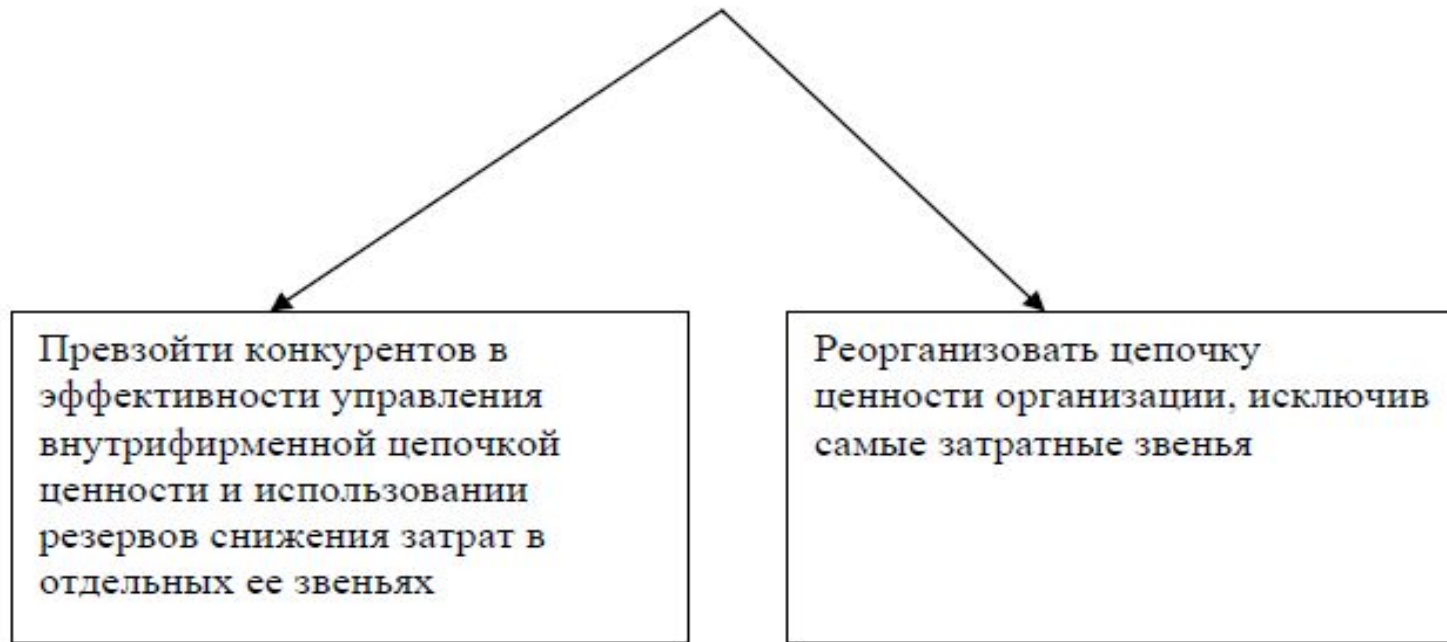 Превзойти конкурентов в
эффективности управления
внутрифирменной цепочкой
ценности и использовании
резервов снижения затрат в
отдельных ее звеньях
Реорганизовать цепочку
ценности организации, исключив
самые затратные звенья